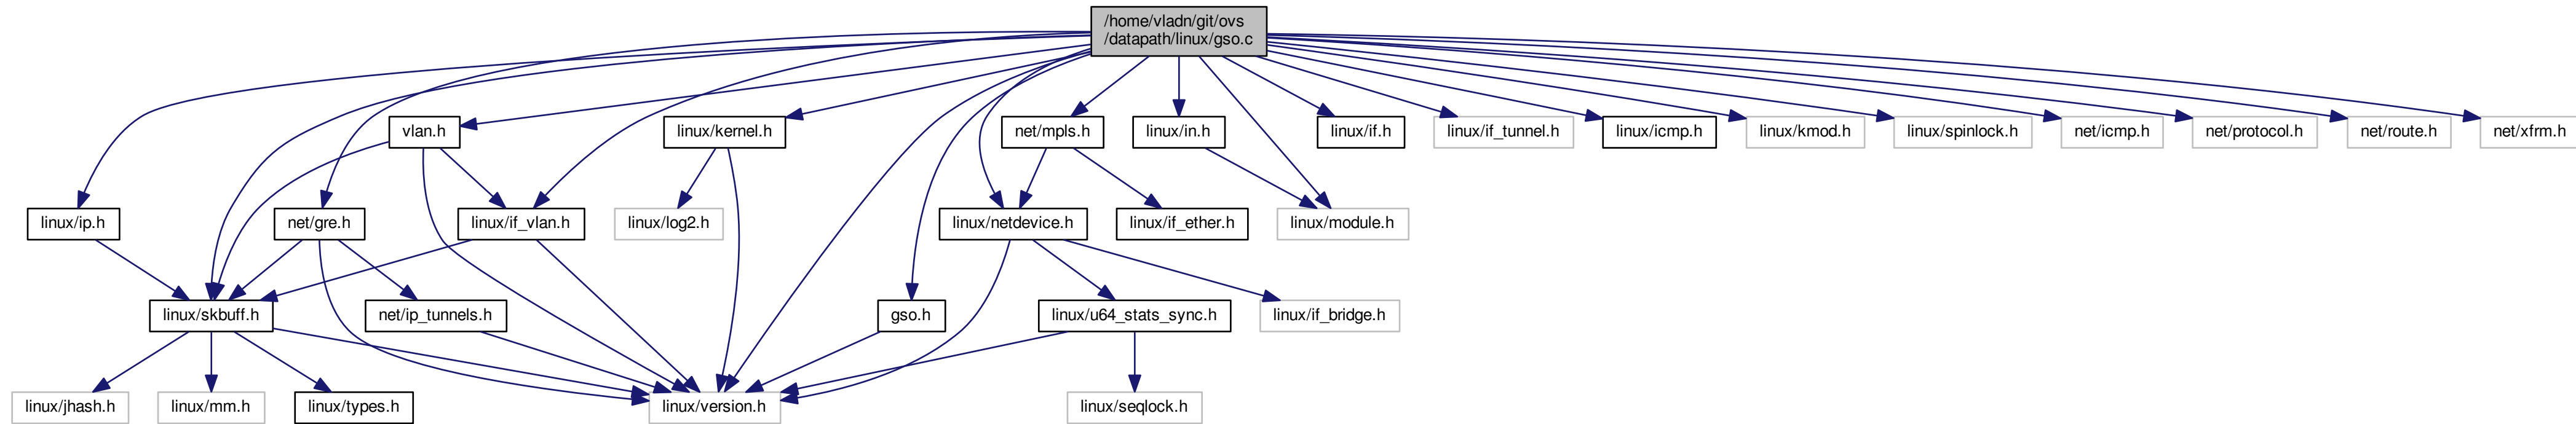 /home/vladn/git/ovs
/datapath/linux/gso.c
vlan.h
linux/kernel.h
net/mpls.h
linux/in.h
linux/if.h
linux/if_tunnel.h
linux/icmp.h
linux/kmod.h
linux/spinlock.h
net/icmp.h
net/protocol.h
net/route.h
net/xfrm.h
linux/ip.h
net/gre.h
linux/if_vlan.h
linux/log2.h
linux/netdevice.h
linux/if_ether.h
linux/module.h
linux/skbuff.h
net/ip_tunnels.h
gso.h
linux/u64_stats_sync.h
linux/if_bridge.h
linux/jhash.h
linux/mm.h
linux/types.h
linux/version.h
linux/seqlock.h